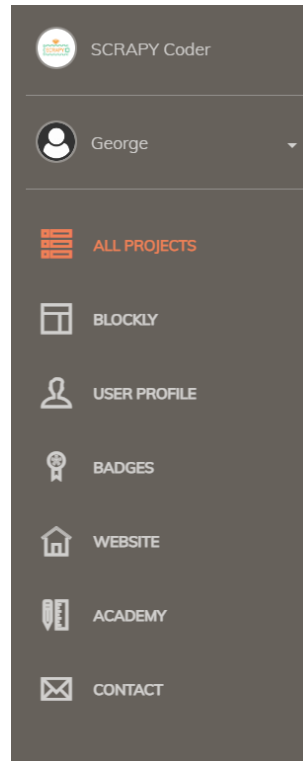 SCRAPY Coder
George
ALL PROJECTS
BLOCKLY
USER PROFILE
BADGES
WEBSITE
ACADEMY
CONTACT